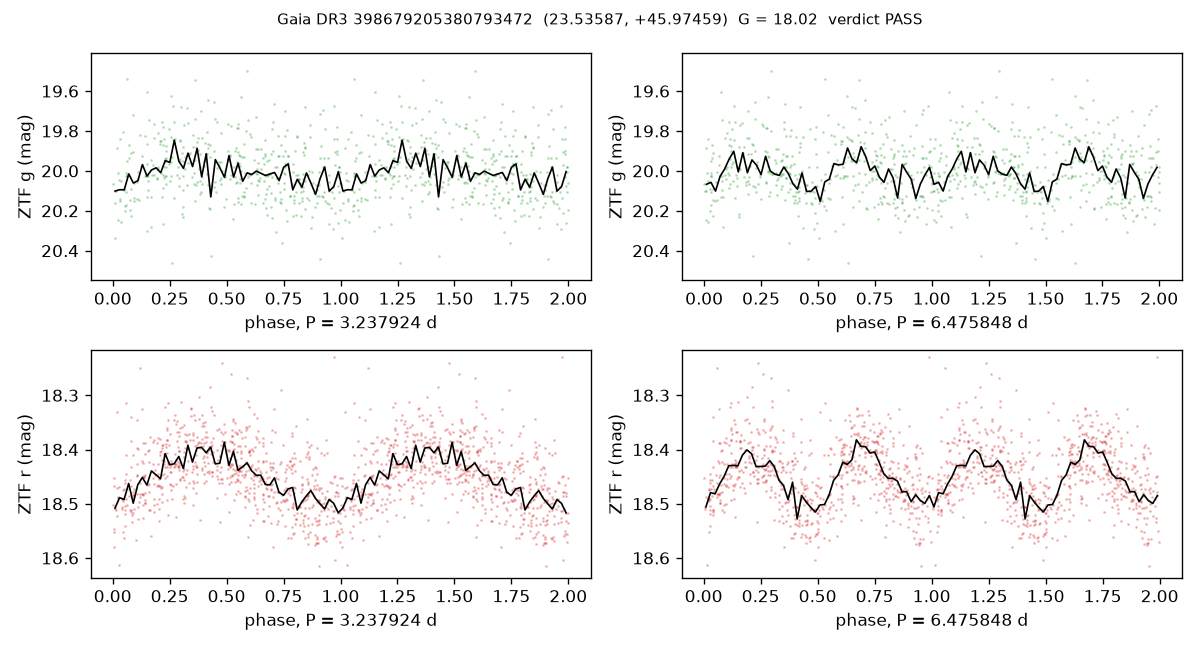 Gaia DR3 398679205380793472  (23.53587, +45.97459)  G = 18.02  verdict PASS
ZTF g (mag)
19.6
19.8
20.0
20.2
20.4
0.00 0.25 0.50 0.75 1.00 1.25 1.50 1.75 2.00
phase, P = 3.237924 d
ZTF g (mag)
19.6
19.8
20.0
20.2
20.4
0.00 0.25 0.50 0.75 1.00 1.25 1.50 1.75 2.00
phase, P = 6.475848 d
ZTF r (mag)
18.3
18.4
18.5
18.6
0.00 0.25 0.50 0.75 1.00 1.25 1.50 1.75 2.00
phase, P = 3.237924 d
ZTF r (mag)
18.3
18.4
18.5
18.6
0.00 0.25 0.50 0.75 1.00 1.25 1.50 1.75 2.00
phase, P = 6.475848 d